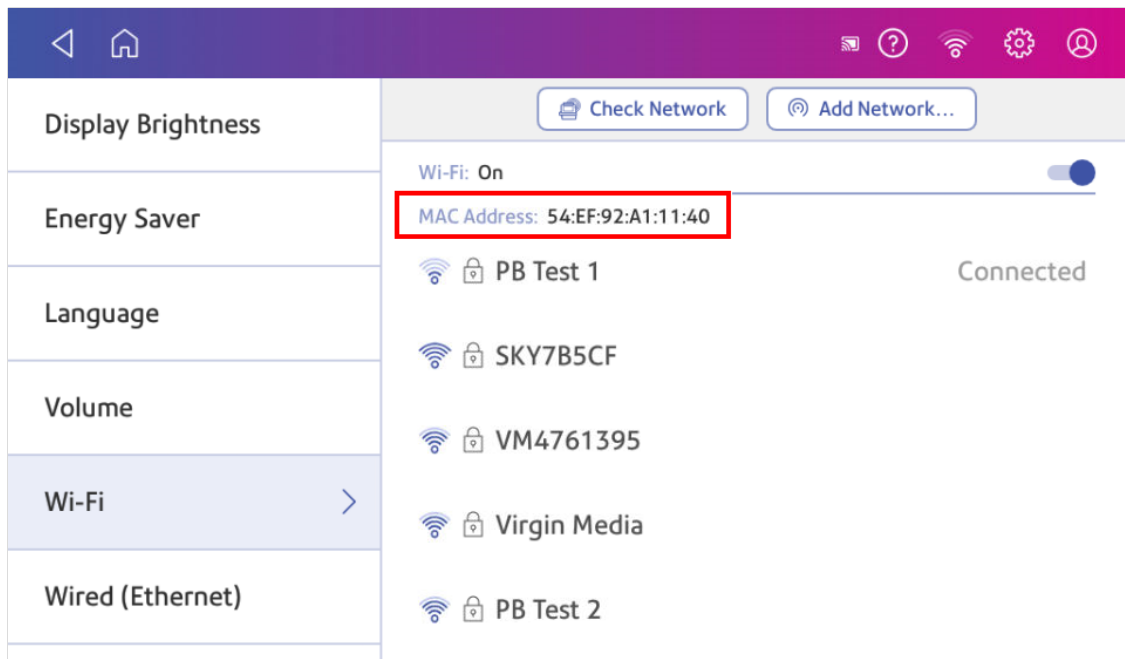 Display Brightness
Energy Saver
Language
Volume
Wi-Fi
Wired (Ethernet)
Check Network
Add Network...
Wi-Fi: On
MAC Address: 54:EF:92:A1:11:40
PB Test 1 Connected
SKY7B5CF
VM4761395
Virgin Media
PB Test 2